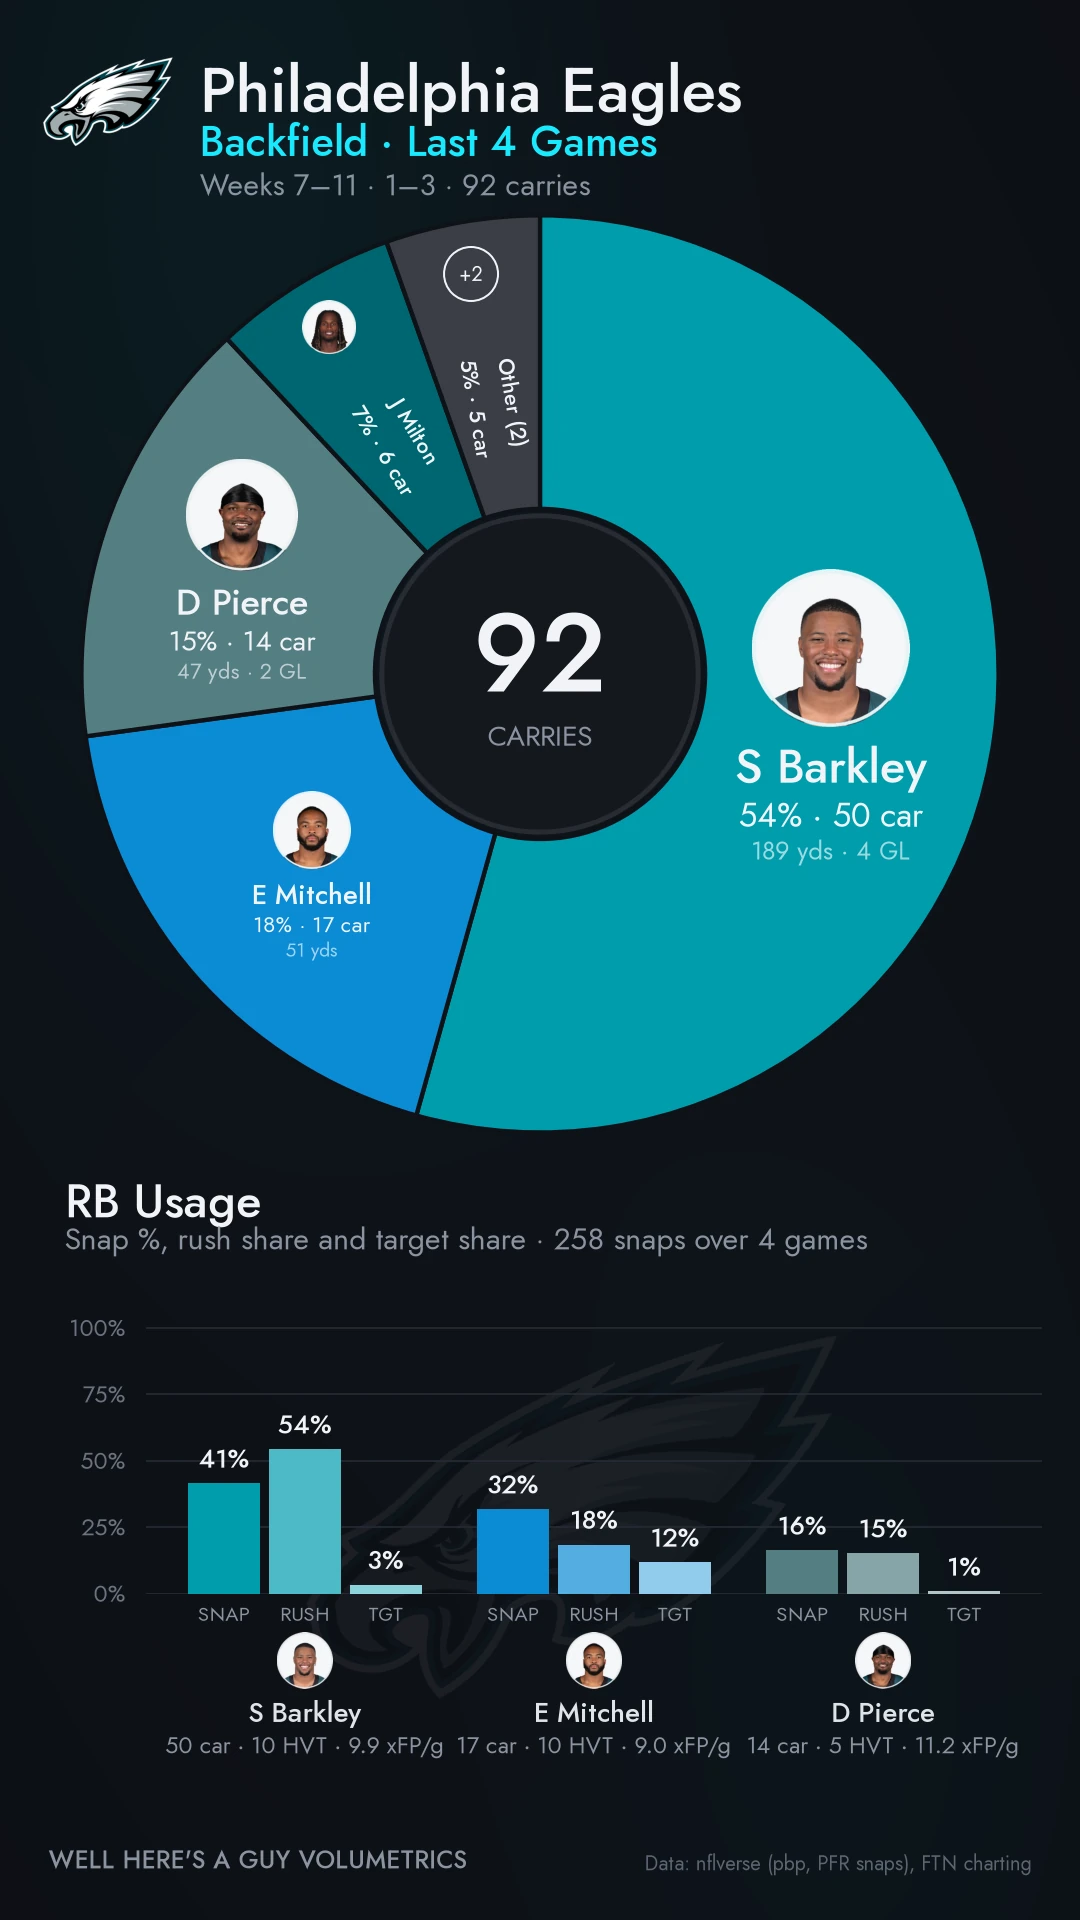 Philadelphia Eagles
Backfield · Last 4 Games
Weeks 7–11 · 1–3 · 92 carries
+2
Other (2)
5% · 5 car
J Milton
7% · 6 car
D Pierce
15% · 14 car
47 yds · 2 GL
92
CARRIES
S Barkley
54% · 50 car
189 yds · 4 GL
E Mitchell
18% · 17 car
51 yds
RB Usage
Snap %, rush share and target share · 258 snaps over 4 games
100%
75%
50%
25%
0%
41%
54%
3%
32%
18%
12%
16%
15%
1%
SNAP RUSH TGT SNAP RUSH TGT SNAP RUSH TGT
S Barkley
50 car · 10 HVT · 9.9 xFP/g
E Mitchell
17 car · 10 HVT · 9.0 xFP/g
D Pierce
14 car · 5 HVT · 11.2 xFP/g
WELL HERE'S A GUY VOLUMETRICS
Data: nflverse (pbp, PFR snaps), FTN charting